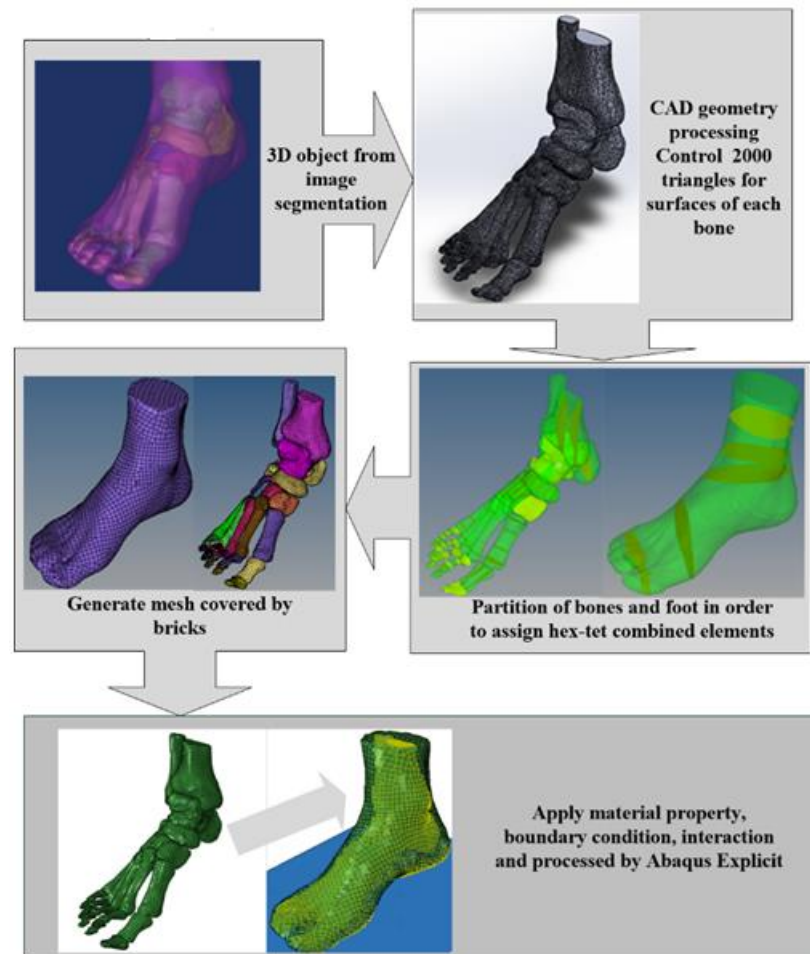 3D object from
image
segmentation
CAD geometry
processing
Control 2000
triangles for
surfaces of each
bone
Partition of bones and foot in order
to assign hex-tet combined elements
Generate mesh covered by
bricks
Apply material property,
boundary condition, interaction
and processed by Abaqus Explicit